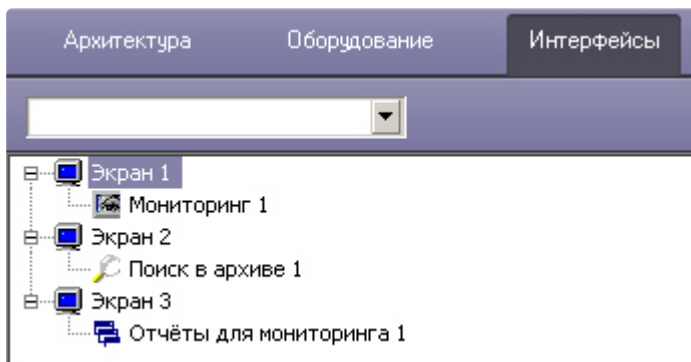 Архитектура Оборудование Интерфейсы
Экран 1
Мониторинг 1
Экран 2
Поиск в архиве 1
Экран 3
Отчёты для мониторинга 1